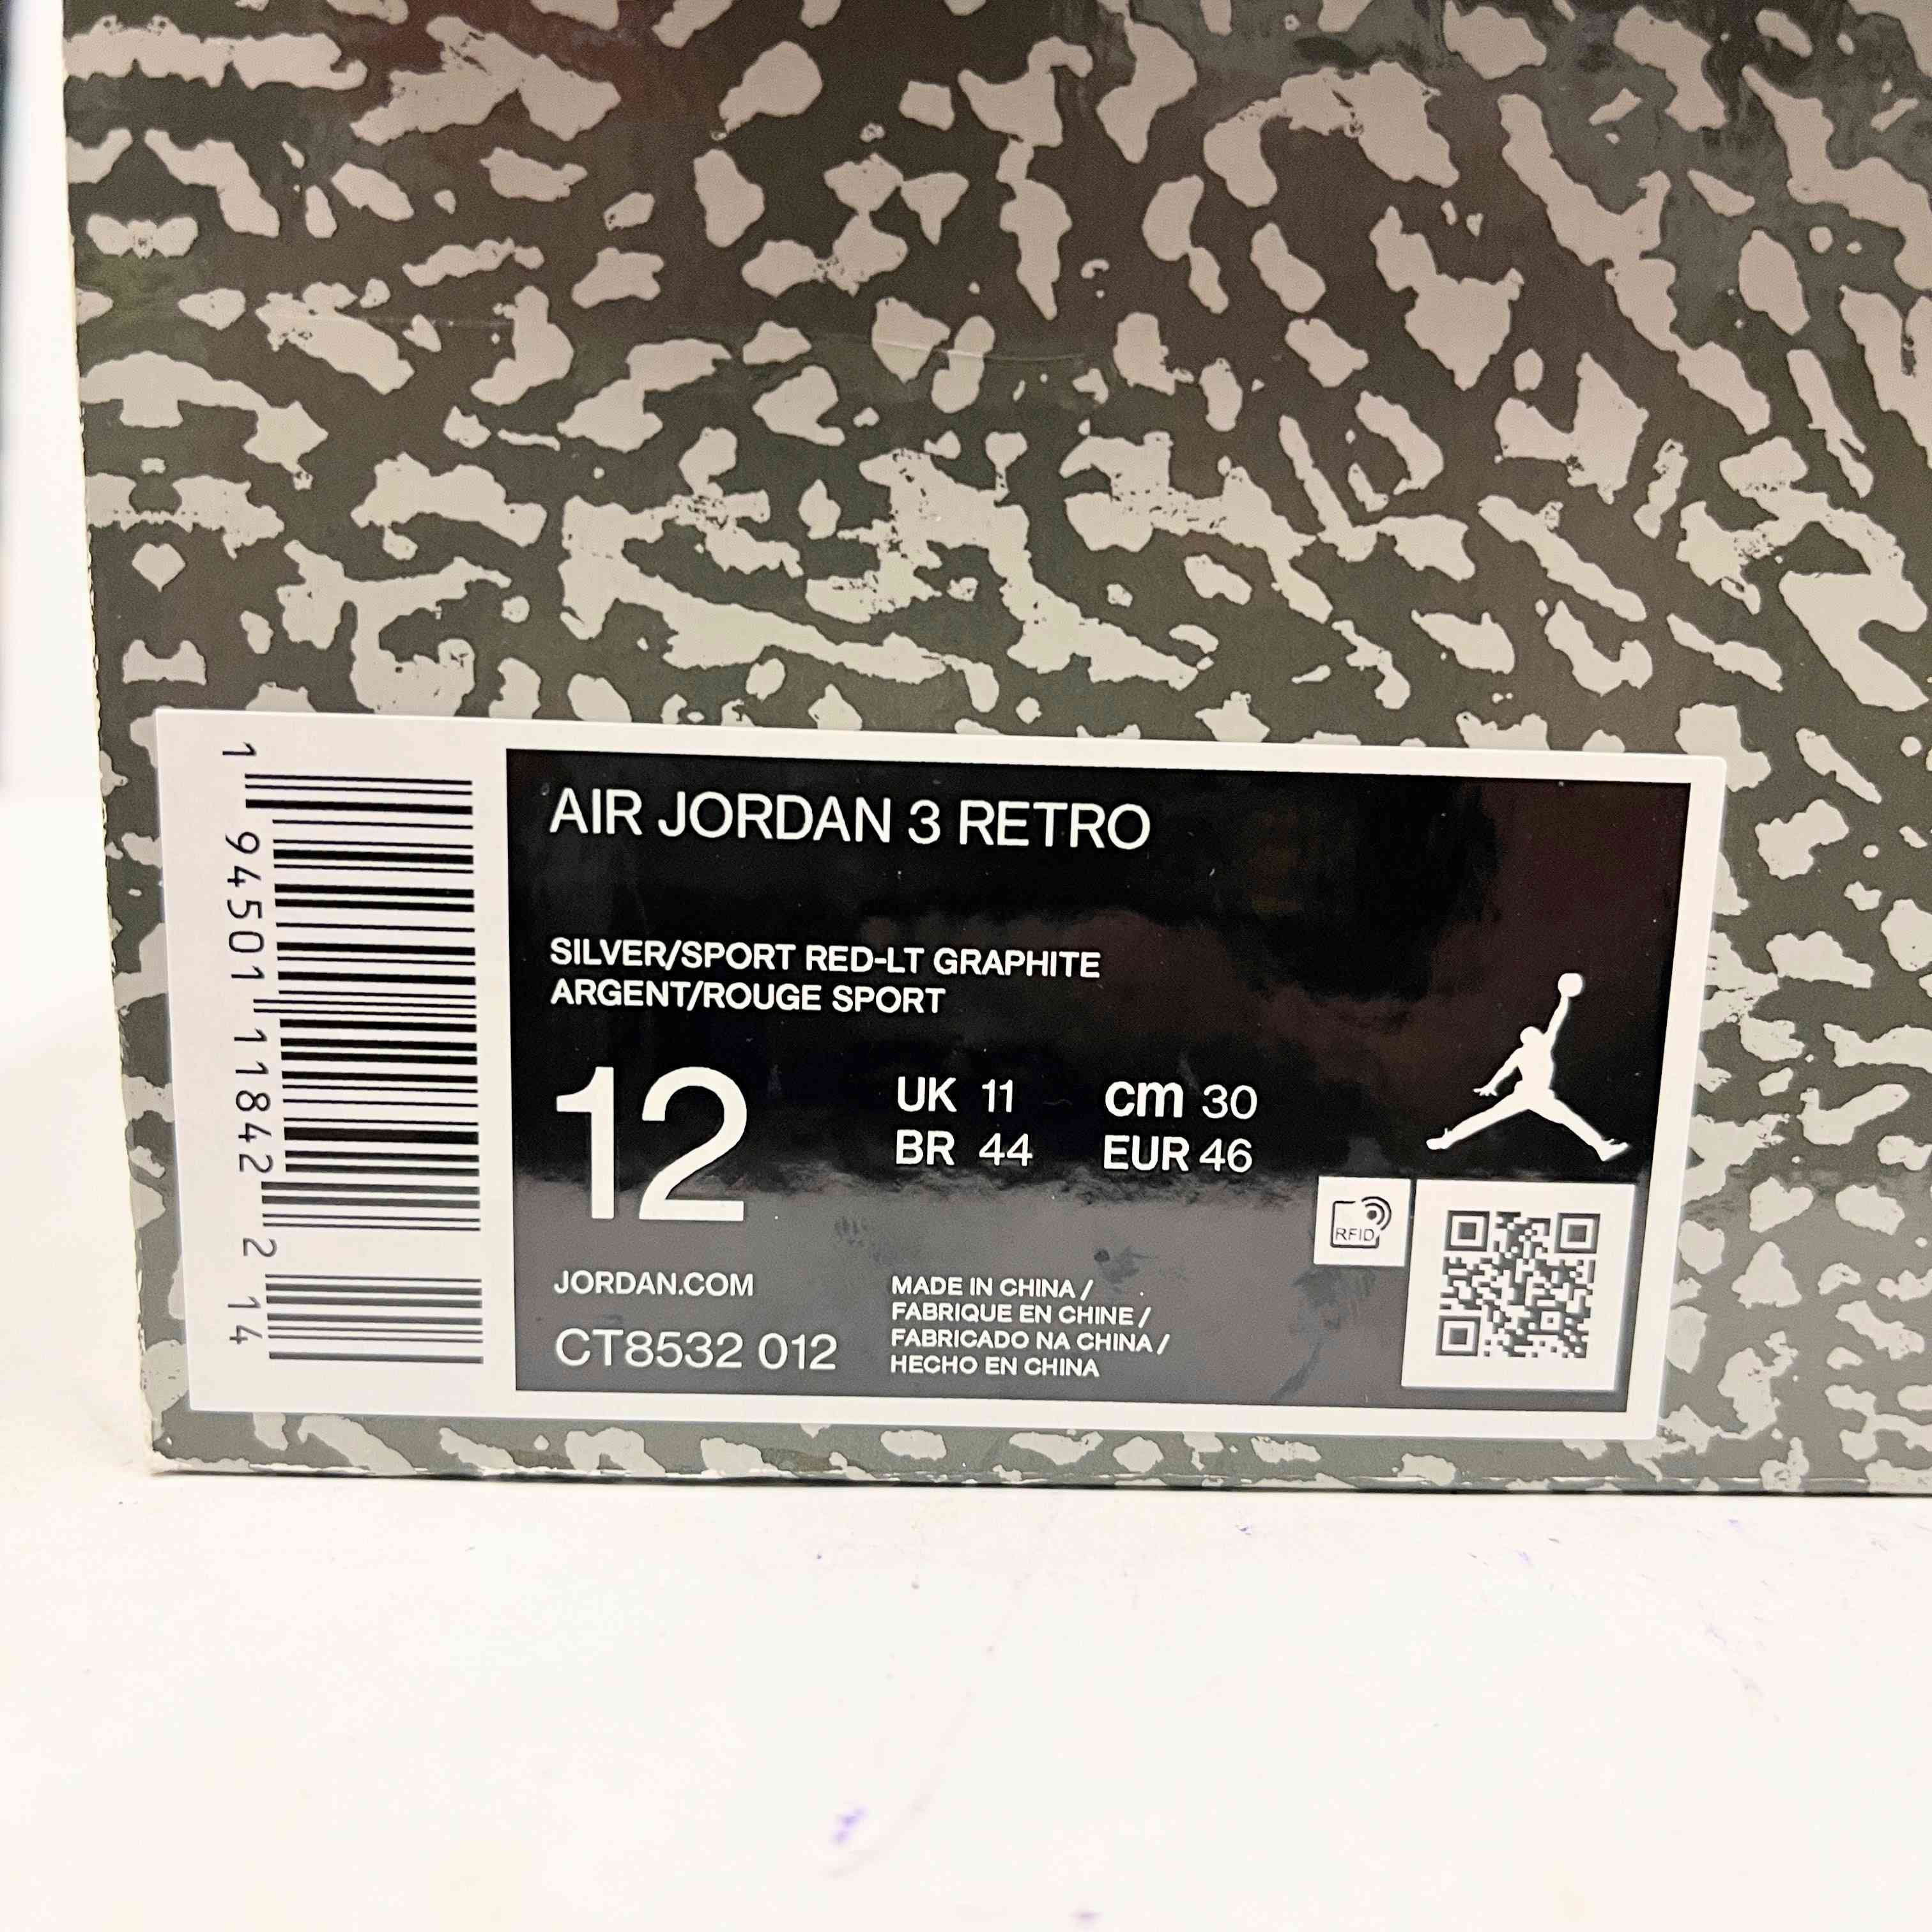 1 94501 11842 2 14
AIR JORDAN 3 RETRO
SILVER/SPORT RED-LT GRAPHITE
ARGENT/ROUGE SPORT
12
UK 11 cm 30
BR 44 EUR 46
RFID
JORDAN.COM
CT8532 012
MADE IN CHINA /
FABRIQUE EN CHINE /
FABRICADO NA CHINA /
HECHO EN CHINA